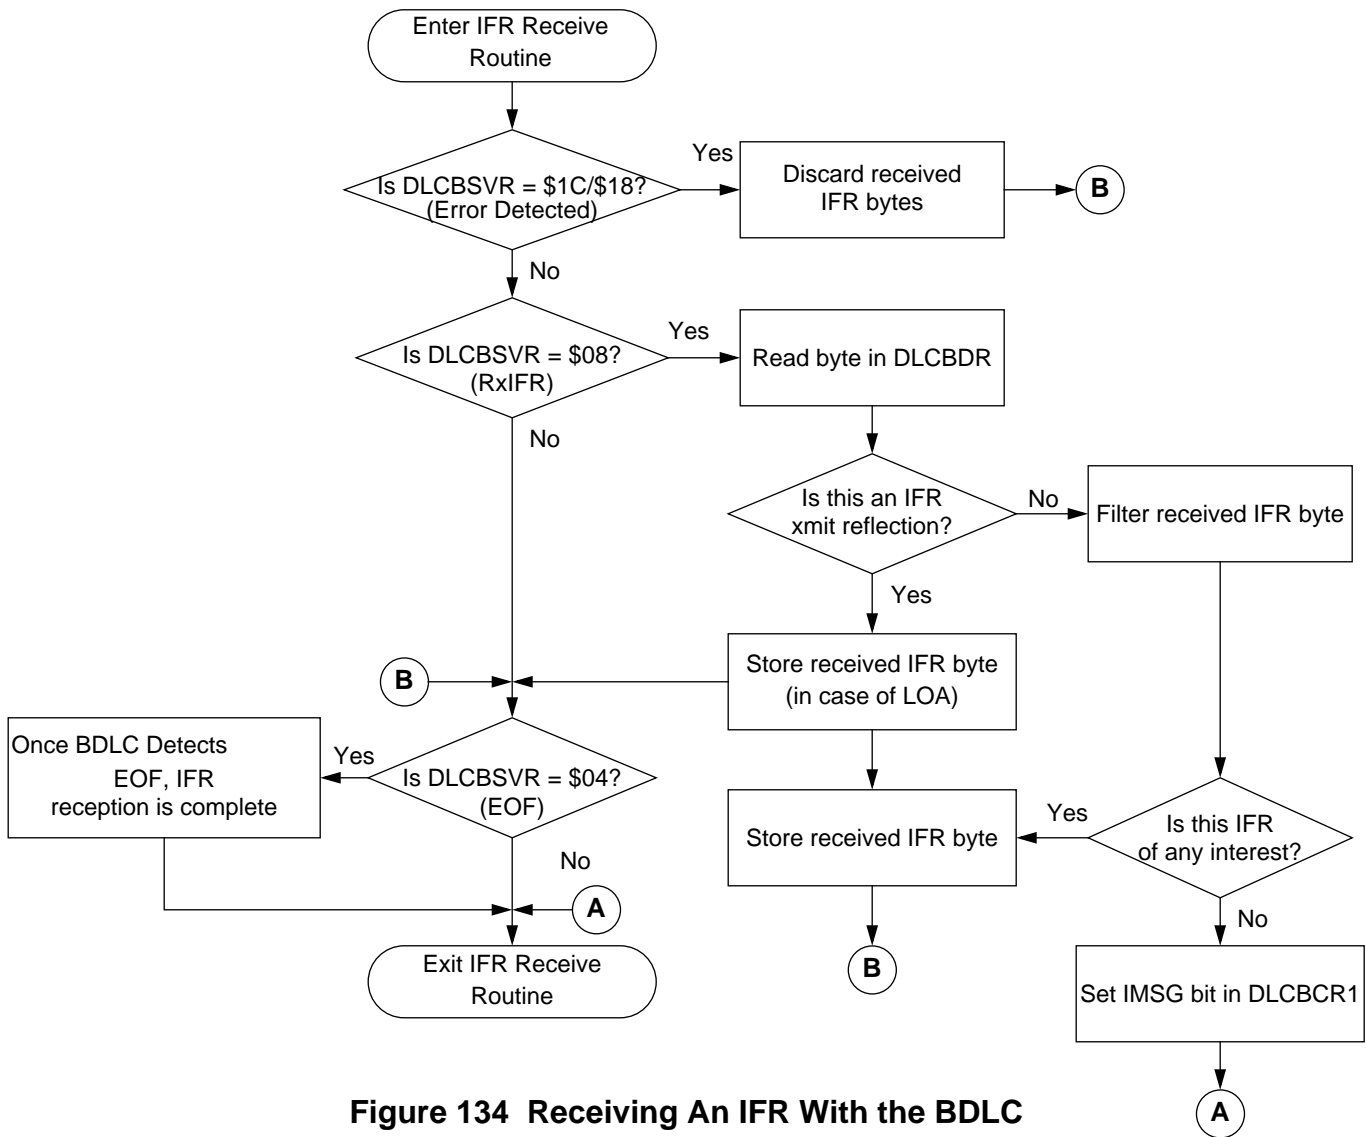 Enter IFR Receive
Routine
Is DLCBSVR = $1C/$18?
(Error Detected)
Yes
Discard received
IFR bytes
B
No
Is DLCBSVR = $08?
(RxIFR)
Yes
Read byte in DLCBDR
No
Is this an IFR
xmit reflection?
No
Filter received IFR byte
Yes
Store received IFR byte
(in case of LOA)
B
Once BDLC Detects
EOF, IFR
reception is complete
Yes
Is DLCBSVR = $04?
(EOF)
Store received IFR byte
Yes
Is this IFR
of any interest?
No
A
No
B
Exit IFR Receive
Routine
Set IMSG bit in DLCBCR1
A
Figure 134 Receiving An IFR With the BDLC